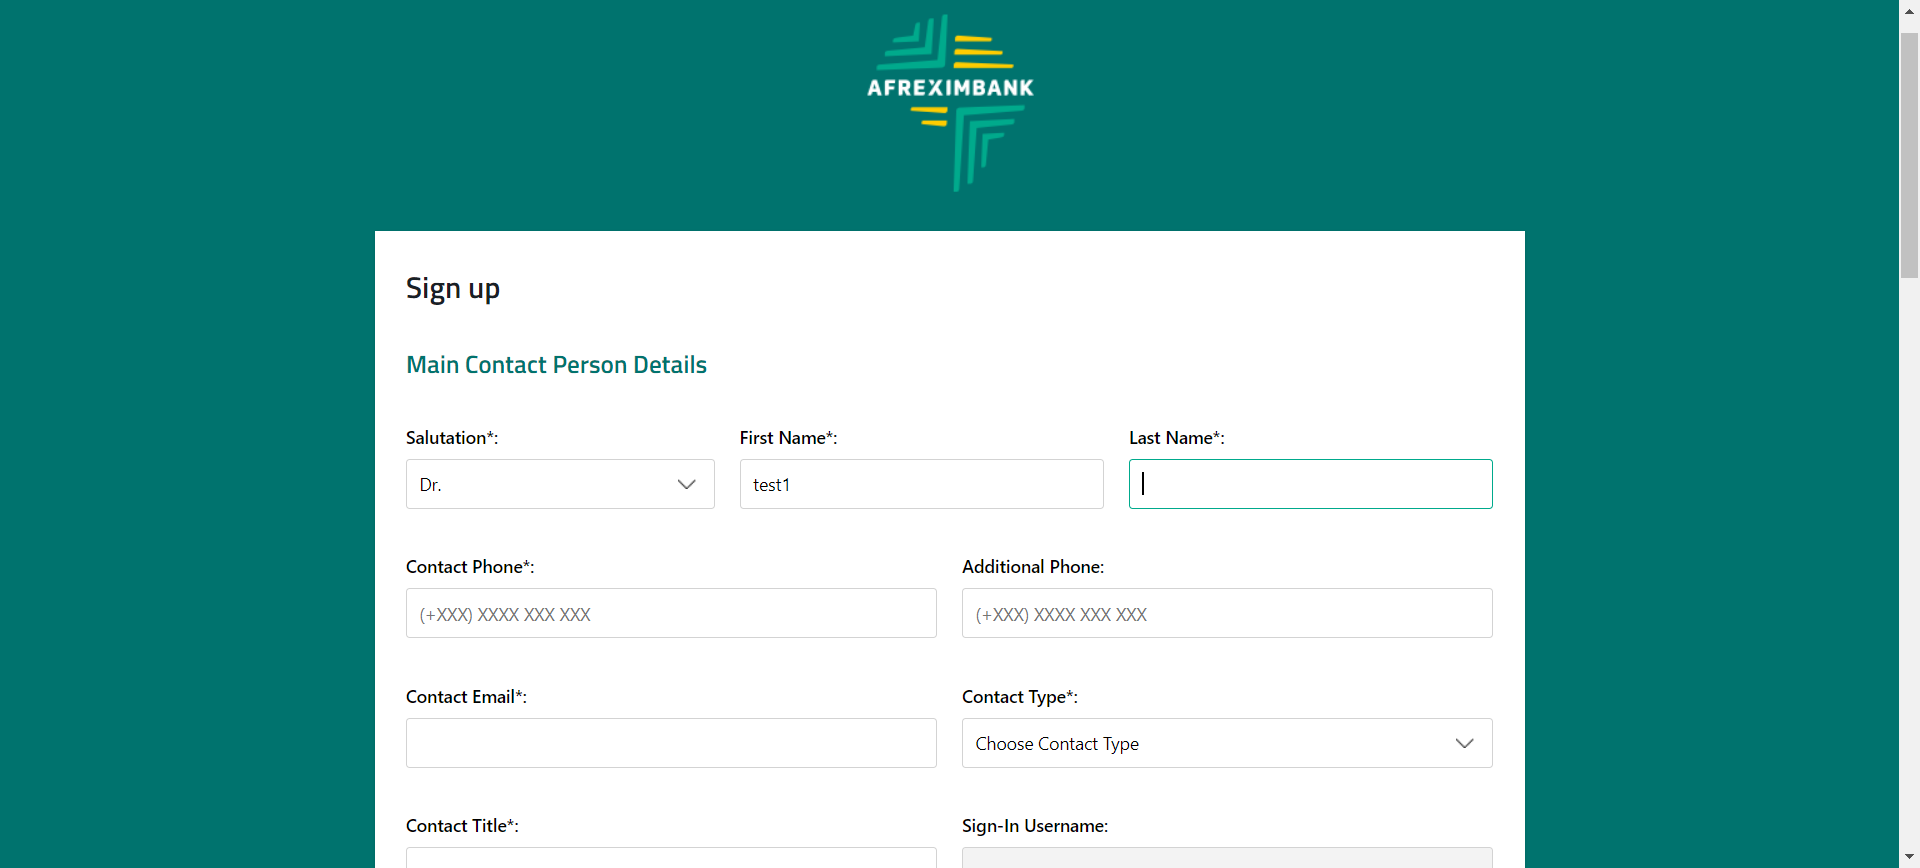 AFREXIMBANK
Sign up
Main Contact Person Details
Salutation*: First Name*: Last Name*:
Dr. test1
Contact Phone*: Additional Phone:
(+XXX) XXXX XXX XXX (+XXX) XXXX XXX XXX
Contact Email*: Contact Type*:
Choose Contact Type
Contact Title*: Sign-In Username: